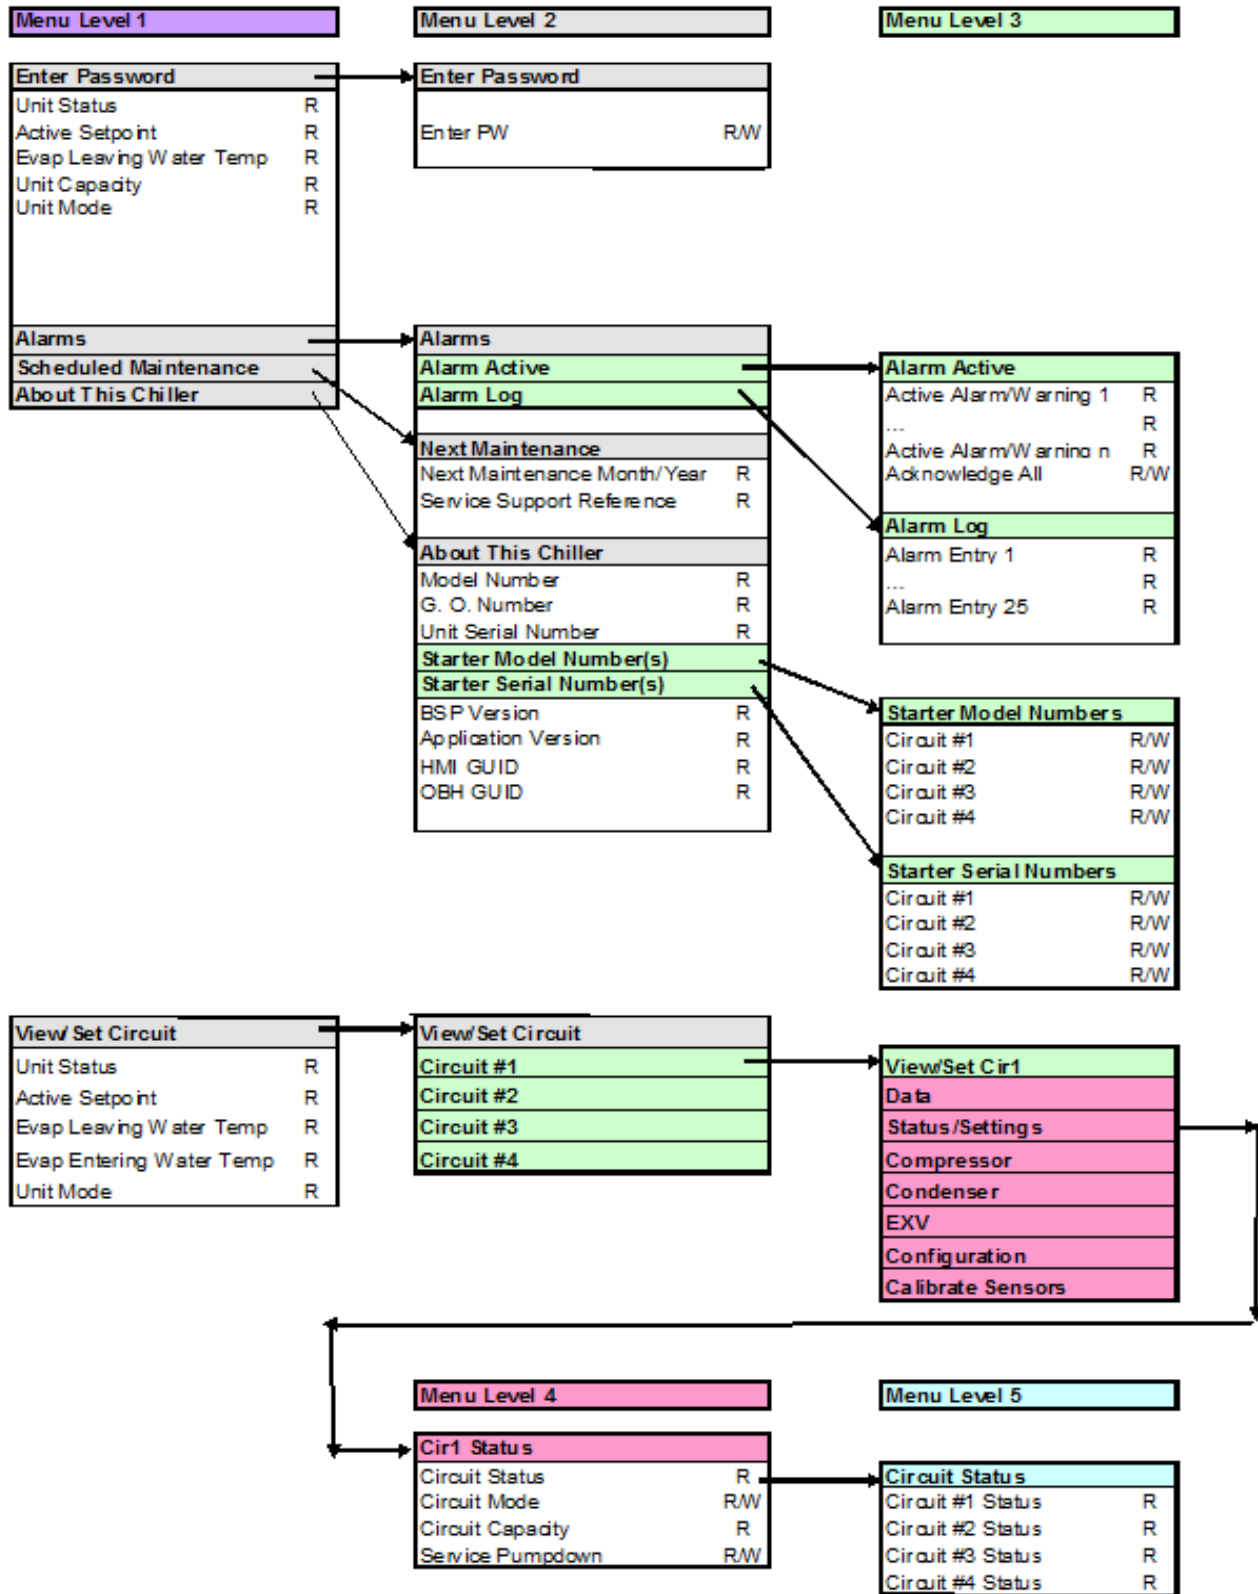 Menu Level 1
Menu Level 2
Menu Level 3
Enter Password
Unit Status R
Active Setpoint R
Evap Leaving Water Temp R
Unit Capacity R
Unit Mode R
Alarms
Scheduled Maintenance
About This Chiller
Enter Password
Enter PW R/W
Alarms
Alarm Active
Alarm Log
Next Maintenance
Next Maintenance Month/Year R
Service Support Reference R
About This Chiller
Model Number R
G. O. Number R
Unit Serial Number R
Starter Model Number(s)
Starter Serial Number(s)
BSP Version R
Application Version R
HMI GUID R
OBH GUID R
Alarm Active
Active Alarm/Warning 1 R
... R
Active Alarm/Warning n R
Acknowledge All R/W
Alarm Log
Alarm Entry 1 R
... R
Alarm Entry 25 R
Starter Model Numbers
Circuit #1 R/W
Circuit #2 R/W
Circuit #3 R/W
Circuit #4 R/W
Starter Serial Numbers
Circuit #1 R/W
Circuit #2 R/W
Circuit #3 R/W
Circuit #4 R/W
View/Set Circuit
Unit Status R
Active Setpoint R
Evap Leaving Water Temp R
Evap Entering Water Temp R
Unit Mode R
View/Set Circuit
Circuit #1
Circuit #2
Circuit #3
Circuit #4
View/Set Cir1
Data
Status/Settings
Compressor
Condenser
EXV
Configuration
Calibrate Sensors
Menu Level 4
Menu Level 5
Cir1 Status
Circuit Status R
Circuit Mode R/W
Circuit Capacity R
Service Pumpdown R/W
Circuit Status
Circuit #1 Status R
Circuit #2 Status R
Circuit #3 Status R
Circuit #4 Status R